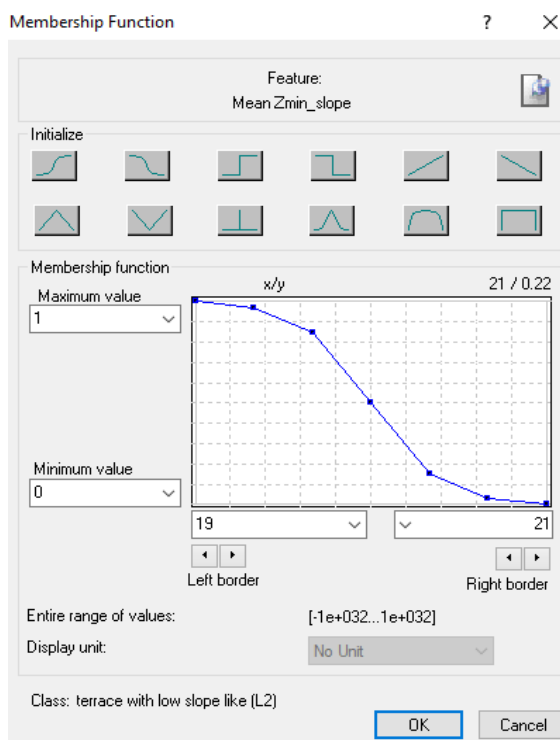 Membership Function ? ×
Feature:
Mean Zmin_slope
Initialize
Membership function
x/y 21 / 0.22
Maximum value
1
Minimum value
0
19 21
Left border
Right border
Entire range of values: [-1e+032...1e+032]
Display unit: No Unit
Class: terrace with low slope like (L2)
OK Cancel